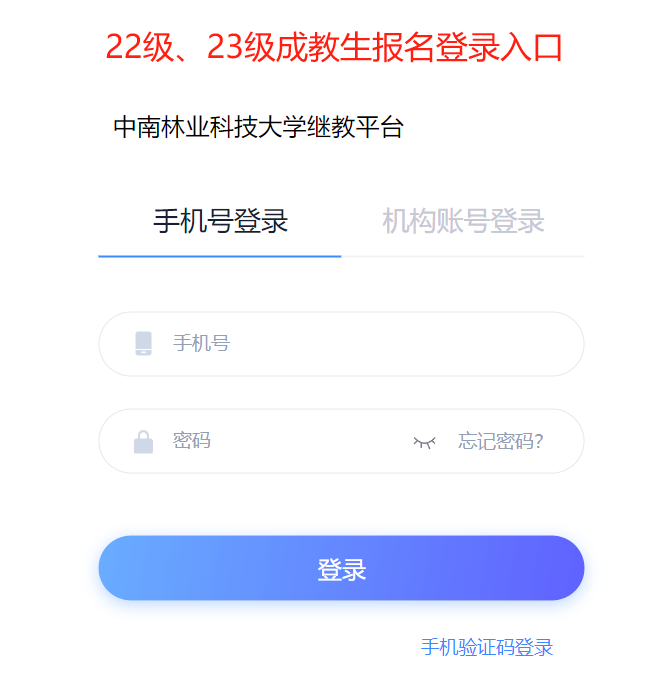 22级、23级成教生报名登录入口
中南林业科技大学继教平台
手机号登录 机构账号登录
手机号
密码 忘记密码?
登录
手机验证码登录